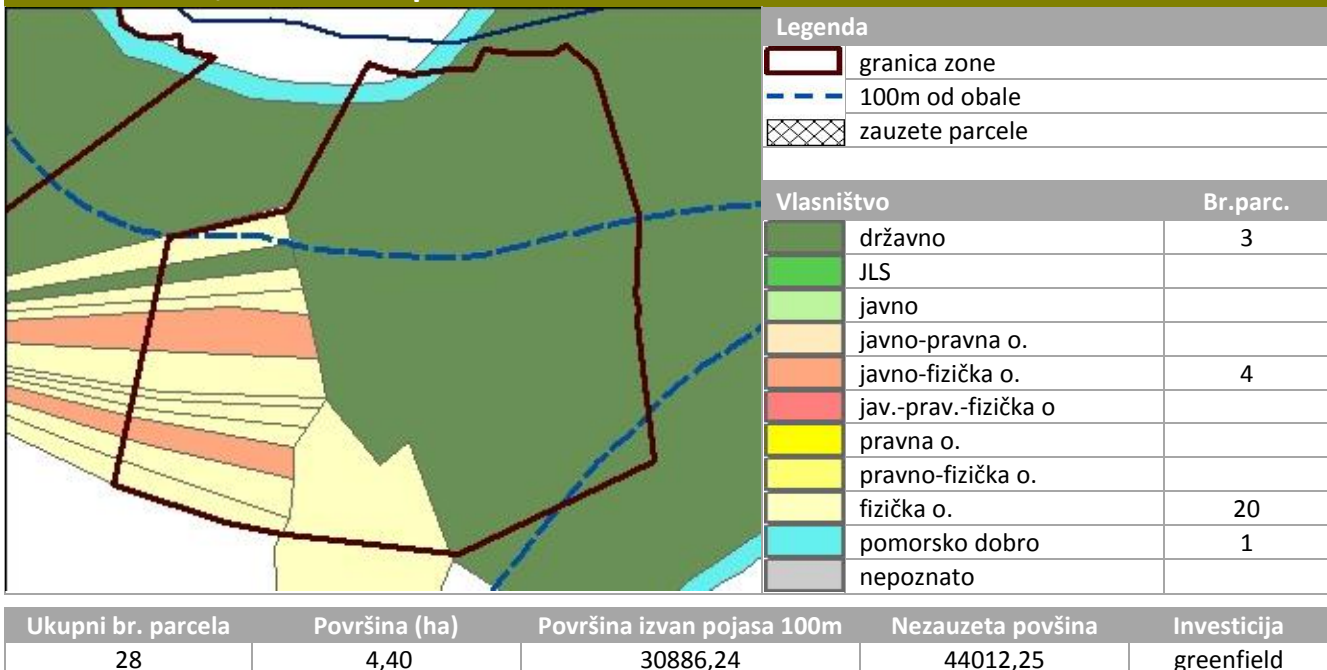 Legenda
granica zone
100m od obale
zauzete parcele
Vlasništvo Br.parc.
državno 3
JLS
javno
javno-pravna o.
javno-fizička o. 4
jav.-prav.-fizička o
pravna o.
pravno-fizička o.
fizička o. 20
pomorsko dobro 1
nepoznato
Ukupni br. parcela Površina (ha) Površina izvan pojasa 100m Nezauzeta povšina Investicija
28 4,40 30886,24 44012,25 greenfield